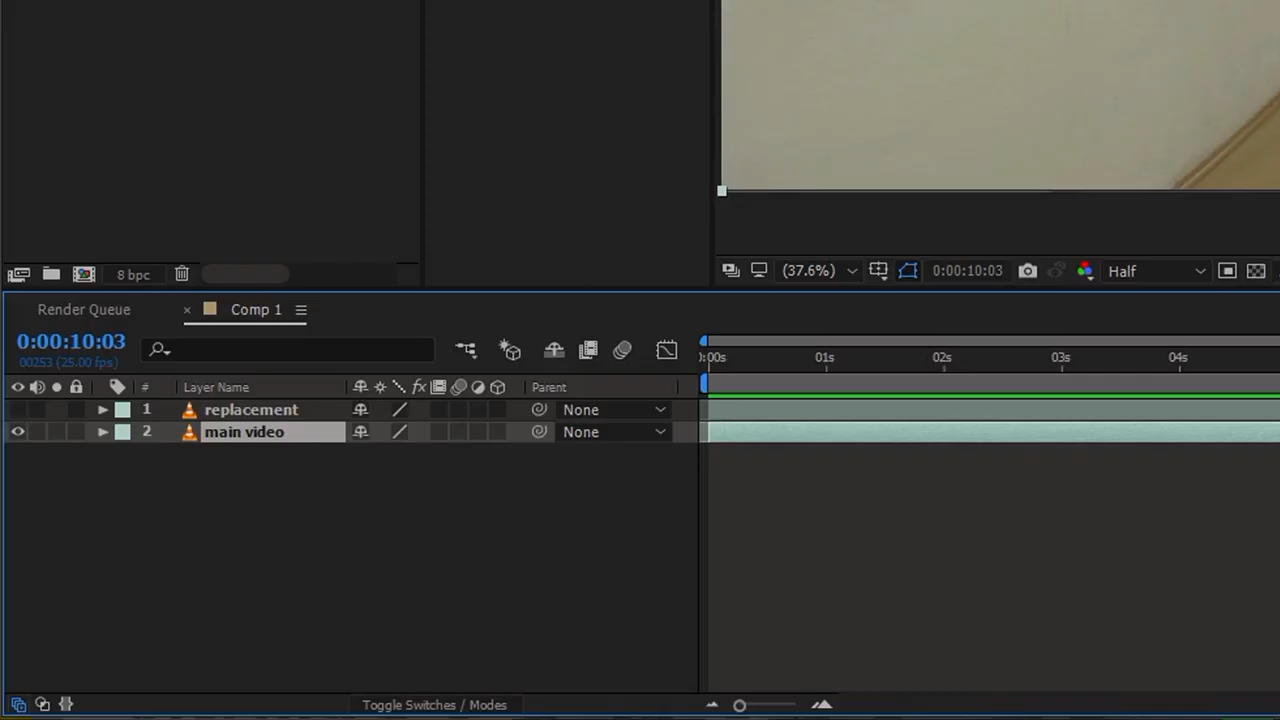 8 bpc
(37.6%)
0:00:10:03
Half
Render Queue
× Comp 1
0:00:10:03
00253 (25.00 fps)
:00s
01s
02s
03s
04s
# Layer Name
fx
Parent
1 replacement
None
2 main video
None
Toggle Switches / Modes